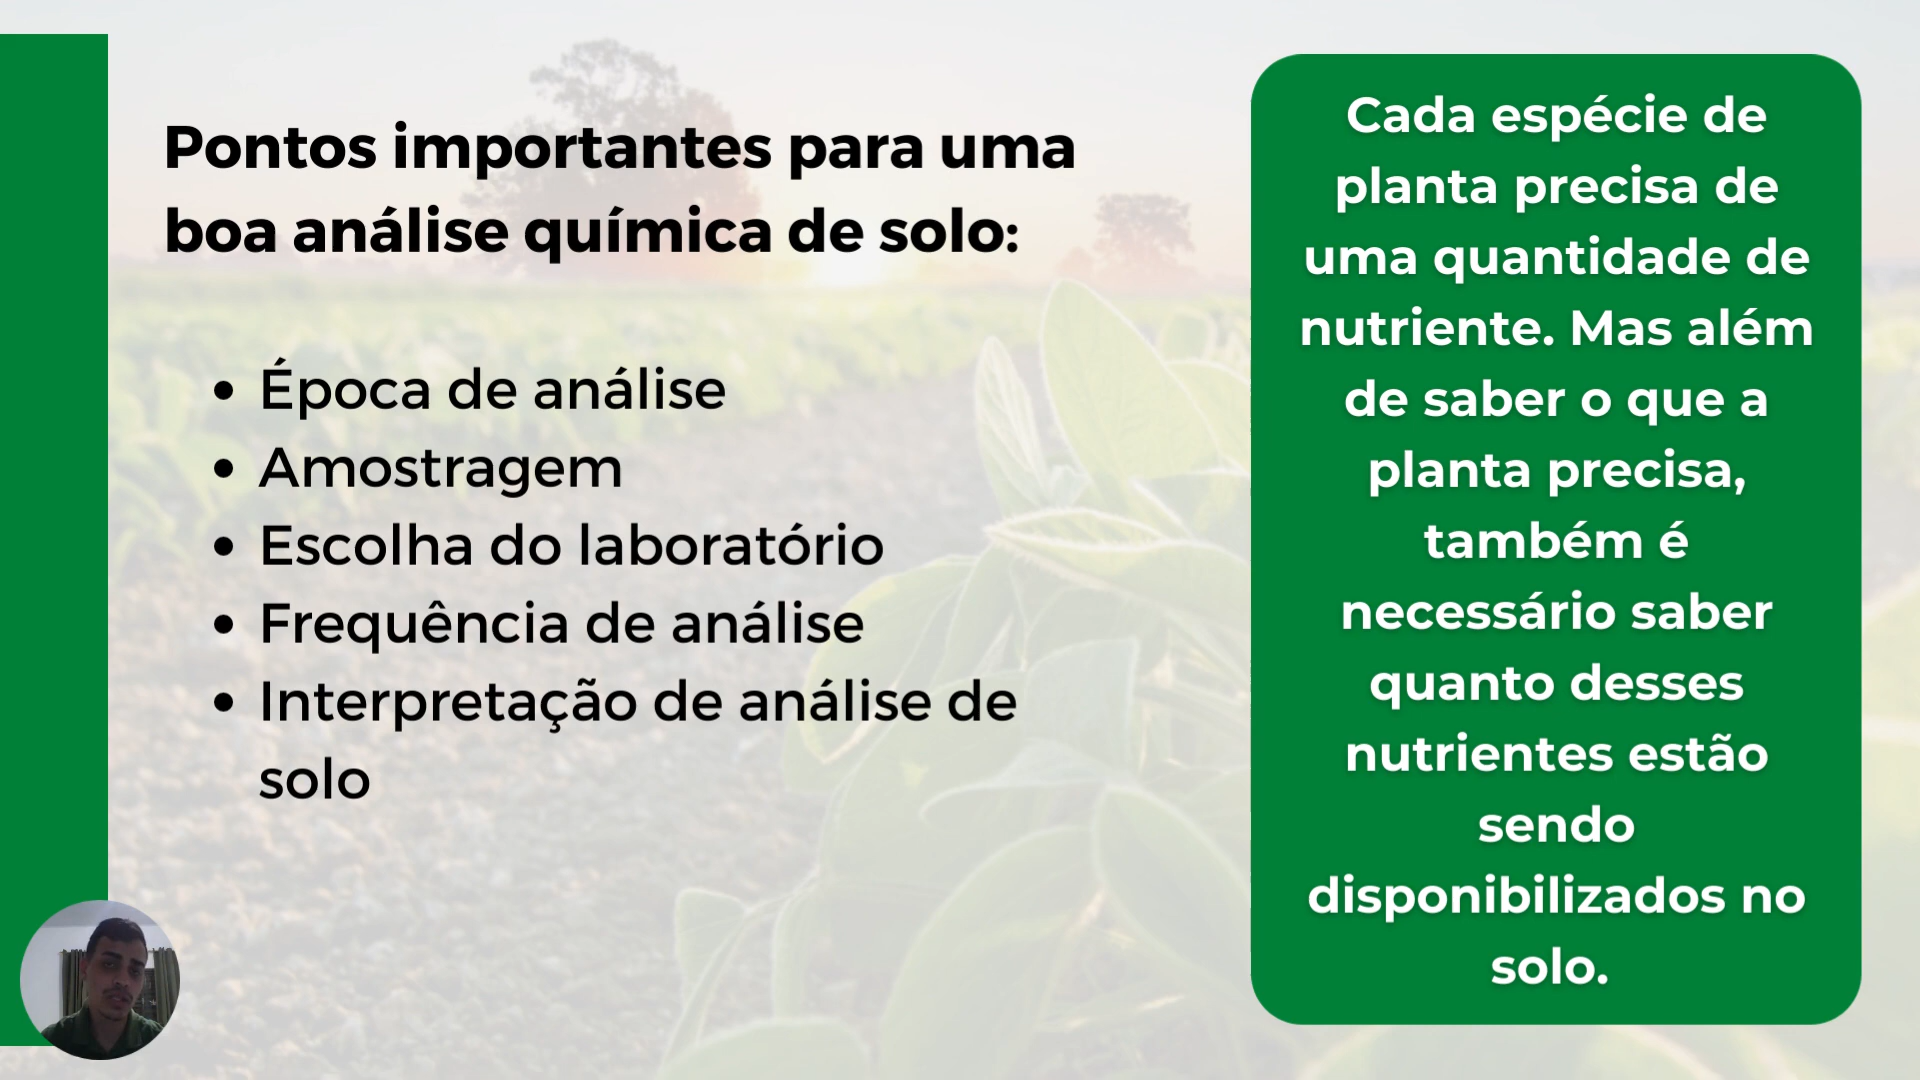 Pontos importantes para uma
boa análise química de solo:
• Época de análise
• Amostragem
• Escolha do laboratório
• Frequência de análise
• Interpretação de análise de
solo
Cada espécie de
planta precisa de
uma quantidade de
nutriente. Mas além
de saber o que a
planta precisa,
também é
necessário saber
quanto desses
nutrientes estão
sendo
disponibilizados no
solo.